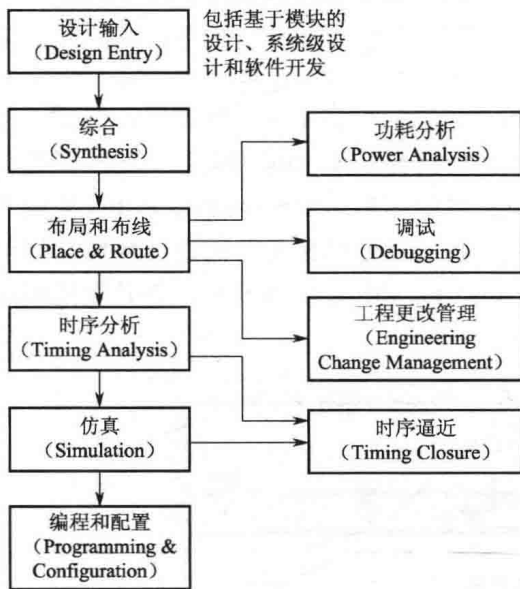 设计输入
（Design Entry）
包括基于模块的
设计、系统级设
计和软件开发
综合
（Synthesis）
功耗分析
（Power Analysis）
布局和布线
（Place & Route）
调试
（Debugging）
时序分析
（Timing Analysis）
工程更改管理
（Engineering
Change Management）
仿真
（Simulation）
时序逼近
（Timing Closure）
编程和配置
（Programming &
Configuration）